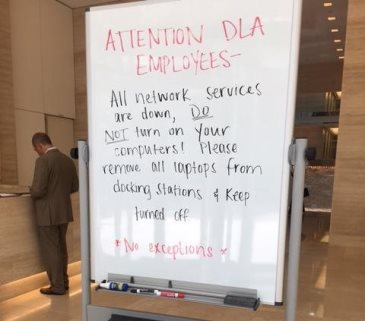 ATTENTION DLA
EMPLOYEES-
All network services
are down, DO
NOT turn on your
computers! Please
remove all laptops from
docking stations & keep
turned off
*No exceptions*